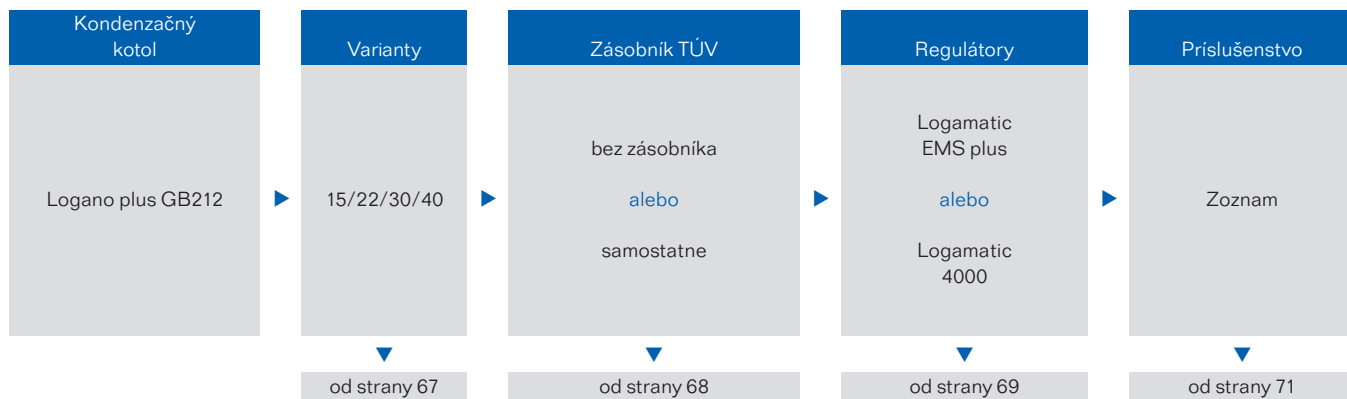 Kondenzačný
kotol
Varianty
Zásobník TÚV
Regulátory
Príslušenstvo
Logano plus GB212
15/22/30/40
bez zásobníka
alebo
samostatne
Logamatic
EMS plus
alebo
Logamatic
4000
Zoznam
od strany 67
od strany 68
od strany 69
od strany 71